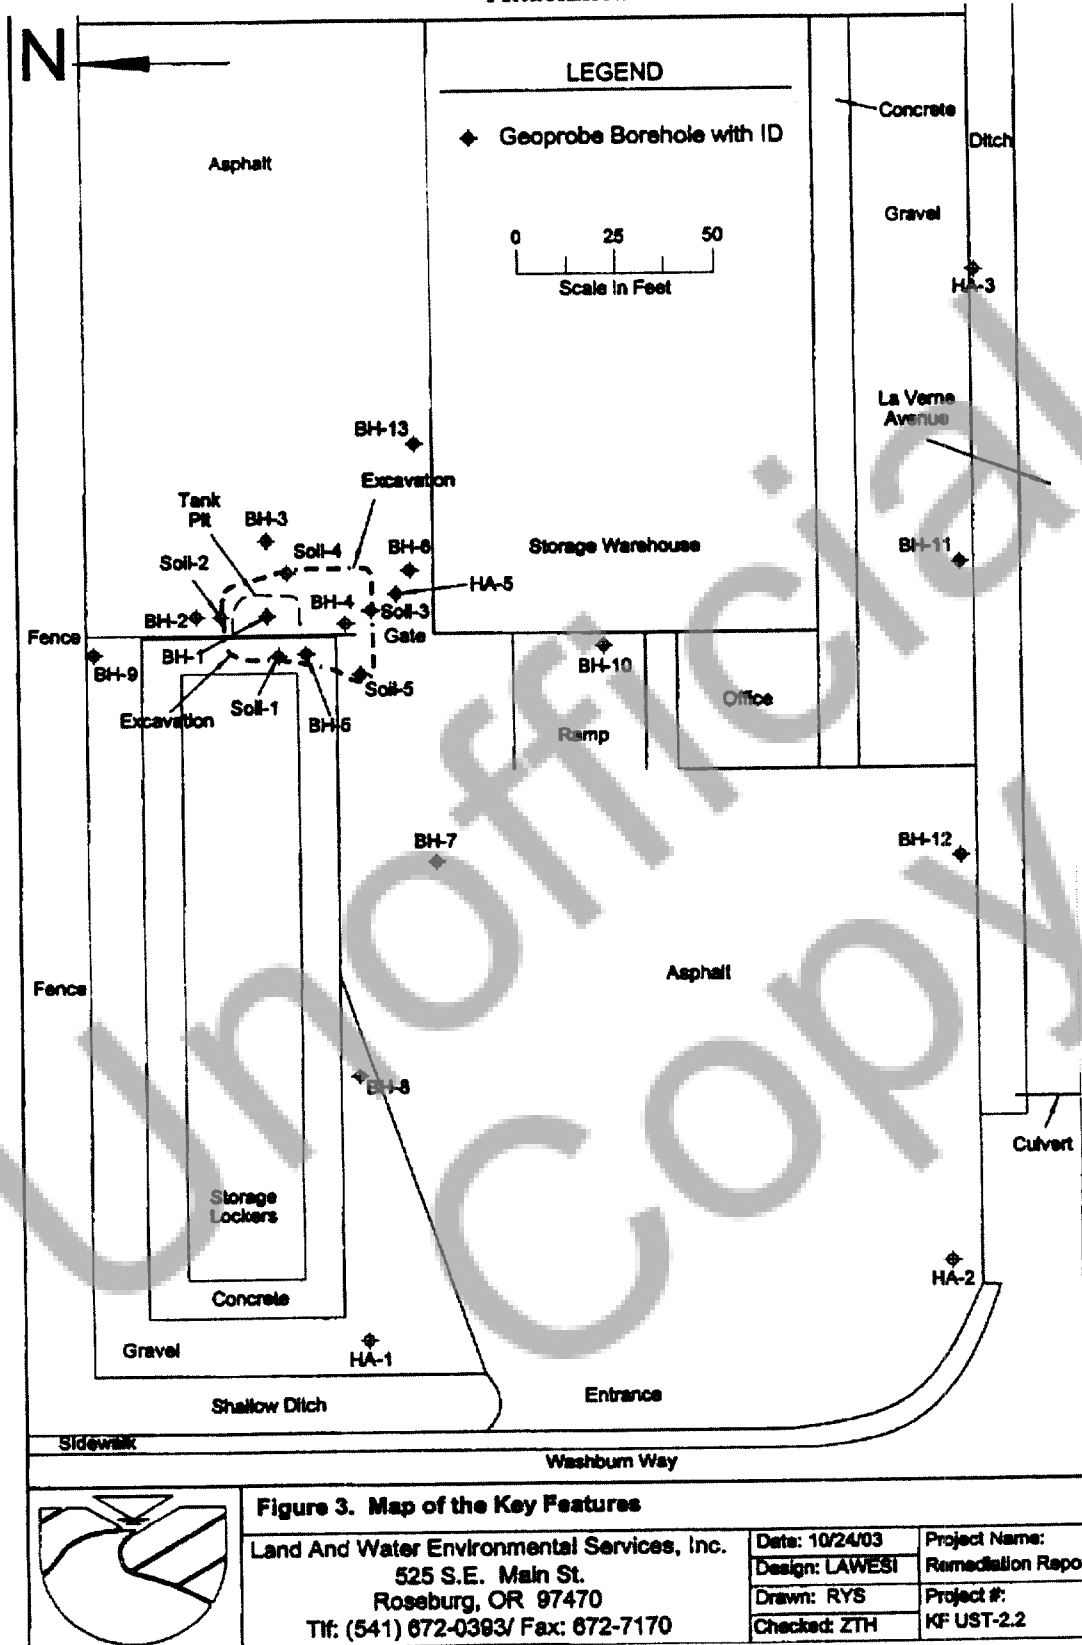 N
LEGEND
Geoprobe Borehole with ID
0 25 50
Scale In Feet
Concrete
Ditch
Asphalt
Gravel
HA-3
La Verne
Avenue
BH-13
Excavation
Tank
Pit
BH-3
Soil-4
BH-6
Storage Warehouse
BH-11
Soil-2
HA-5
BH-4
Soil-3
BH-2
Fence
Gate
BH-1
BH-9
BH-10
Soil-5
Office
Excavation
Soil-1
BH-5
Ramp
BH-7
BH-12
Asphalt
Fence
BH-8
Culvert
Storage
Lockers
HA-2
Concrete
Gravel
HA-1
Entrance
Shallow Ditch
Sidewalk
Washburn Way
Unofficial
Copy
Figure 3. Map of the Key Features
Land And Water Environmental Services, Inc.
525 S.E. Main St.
Roseburg, OR 97470
Tlf: (541) 672-0393/ Fax: 672-7170
Date: 10/24/03
Design: LAWESI
Drawn: RYS
Checked: ZTH
Project Name:
Remediation Repo
Project #:
KF UST-2.2